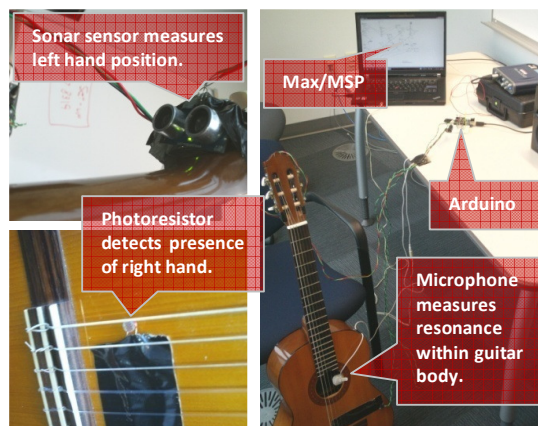 Sonar sensor measures
left hand position.
Max/MSP
Photoresistor
detects presence
of right hand.
Arduino
Microphone
measures
resonance
within guitar
body.